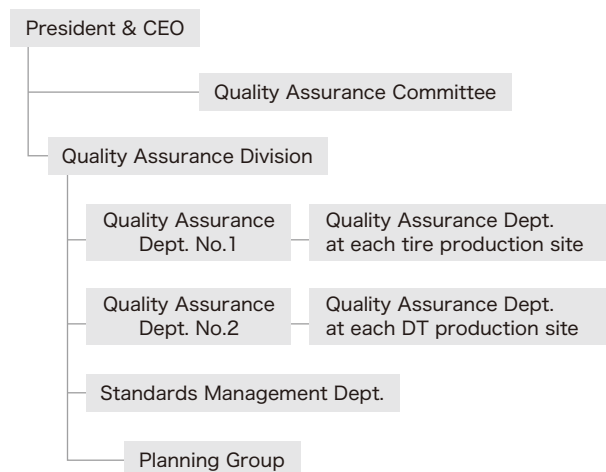 President & CEO
Quality Assurance Committee
Quality Assurance Division
Quality Assurance
Dept. No.1
Quality Assurance Dept.
at each tire production site
Quality Assurance
Dept. No.2
Quality Assurance Dept.
at each DT production site
Standards Management Dept.
Planning Group